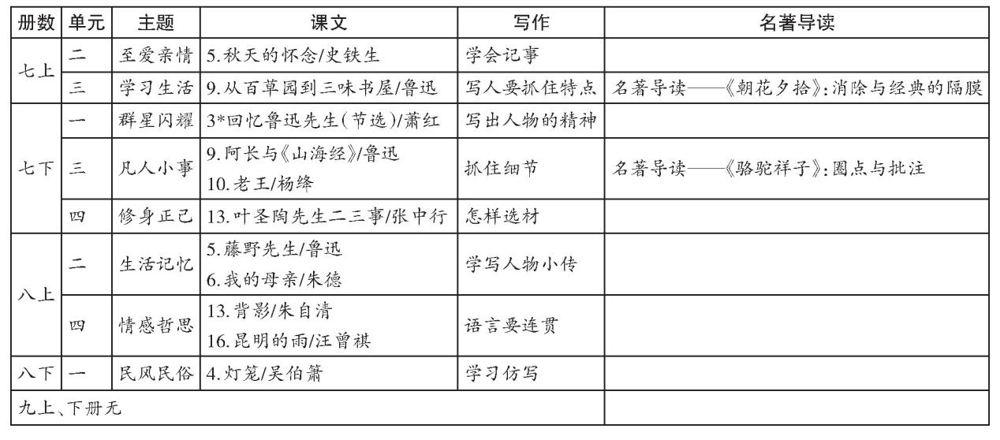 册数 单元 主题 课文 写作 名著导读
七上 二 至爱亲情 5.秋天的怀念/史铁生 学会记事
三 学习生活 9.从百草园到三味书屋/鲁迅 写人要抓住特点 名著导读——《朝花夕拾》:消除与经典的隔膜
七下 一 群星闪耀 3*回忆鲁迅先生(节选)/萧红 写出人物的精神
三 凡人小事 9.阿长与《山海经》/鲁迅
10.老王/杨绛 抓住细节 名著导读——《骆驼祥子》:圈点与批注
四 修身正己 13.叶圣陶先生二三事/张中行 怎样选材
八上 二 生活记忆 5.藤野先生/鲁迅
6.我的母亲/朱德 学写人物小传
四 情感哲思 13.背影/朱自清
16.昆明的雨/汪曾祺 语言要连贯
八下 一 民风民俗 4.灯笼/吴伯箫 学习仿写
九上、下册无